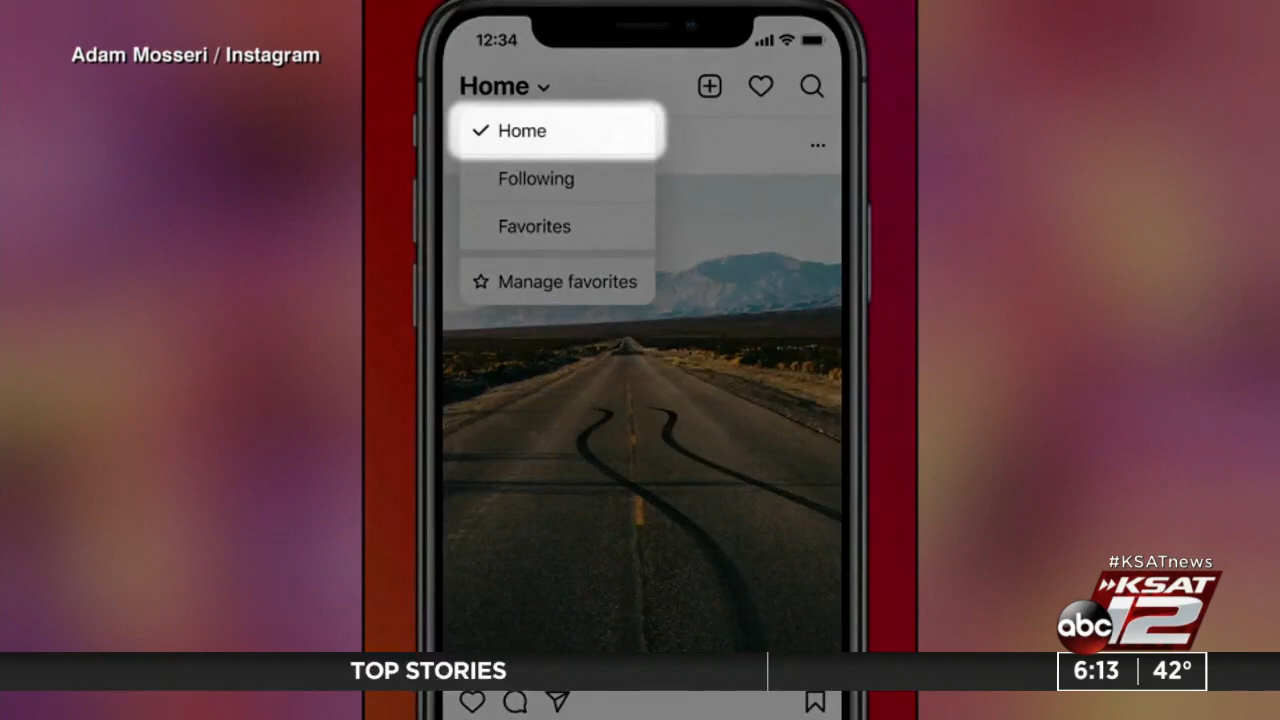 Adam Mosseri / Instagram
12:34
Home
Home
Following
Favorites
Manage favorites
#KSATnews
KSAT
abc 12
TOP STORIES
6:13 42°